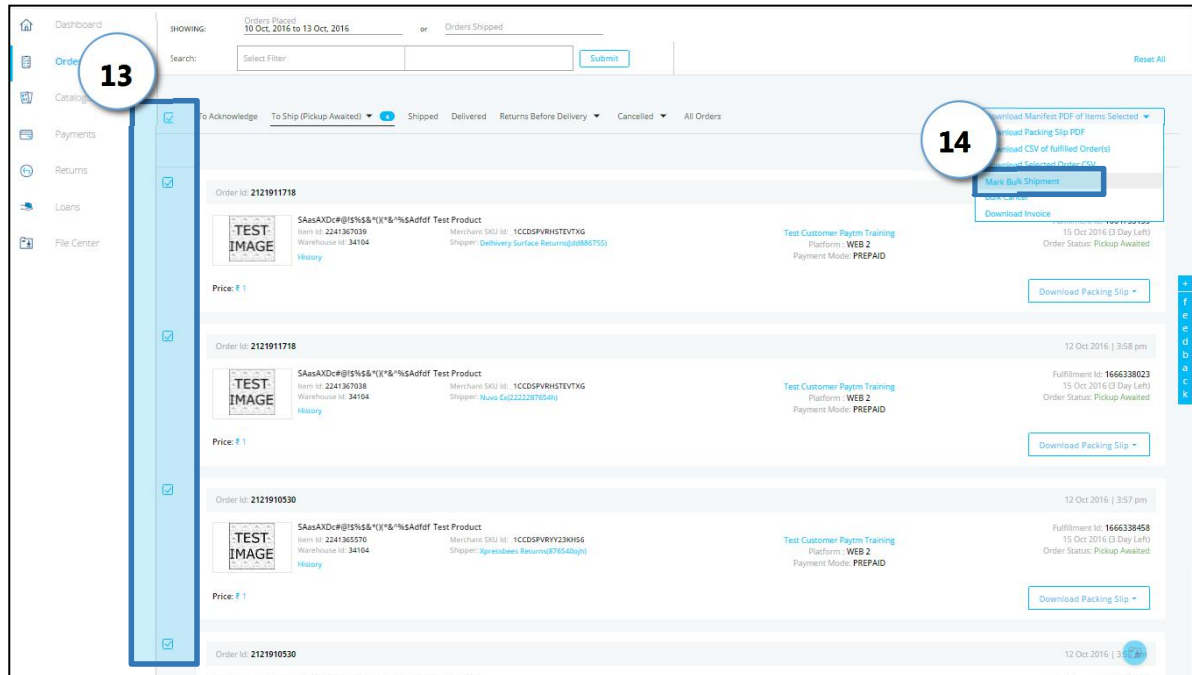 Dashboard
Orde
Catalog
Payments
Returns
Loans
File Center
13
SHOWING:
Orders Placed
10 Oct, 2016 to 13 Oct, 2016
or
Orders Shipped
Search:
Select Filter
Submit
Reset All
To Acknowledge
To Ship (Pickup Awaited)
4
Shipped
Delivered
Returns Before Delivery
Cancelled
All Orders
14
Download Manifest PDF of Items Selected
Download Packing Slip PDF
Download CSV of fulfilled Order(s)
Download Selected Order CSV
Mark Bulk Shipment
Bulk Cancel
Download Invoice
Order Id: 2121911718
TEST IMAGE
SAasAXDc#@!$%$&*()(*&^%$Adfdf Test Product
Item Id: 2241367039
Merchant SKU Id: 1CCDSPVRHSTEVTXG
Warehouse Id: 34104
Shipper: Delhivery Surface Returns(dd886755)
History
Test Customer Paytm Training
Platform : WEB 2
Payment Mode: PREPAID
15 Oct 2016 (3 Day Left)
Order Status: Pickup Awaited
Price: ₹ 1
Download Packing Slip
Order Id: 2121911718
12 Oct 2016 | 3:58 pm
TEST IMAGE
SAasAXDc#@!$%$&*()(*&^%$Adfdf Test Product
Item Id: 2241367038
Merchant SKU Id: 1CCDSPVRHSTEVTXG
Warehouse Id: 34104
Shipper: Nuvo Ex(2222287654h)
History
Test Customer Paytm Training
Platform : WEB 2
Payment Mode: PREPAID
Fulfillment Id: 1666338023
15 Oct 2016 (3 Day Left)
Order Status: Pickup Awaited
Price: ₹ 1
Download Packing Slip
Order Id: 2121910530
12 Oct 2016 | 3:57 pm
TEST IMAGE
SAasAXDc#@!$%$&*()(*&^%$Adfdf Test Product
Item Id: 2241365570
Merchant SKU Id: 1CCDSPVRYY23KHS6
Warehouse Id: 34104
Shipper: Xpressbees Returns(876540ojh)
History
Test Customer Paytm Training
Platform : WEB 2
Payment Mode: PREPAID
Fulfillment Id: 1666338458
15 Oct 2016 (3 Day Left)
Order Status: Pickup Awaited
Price: ₹ 1
Download Packing Slip
Order Id: 2121910530
12 Oct 2016 |
+ feedback